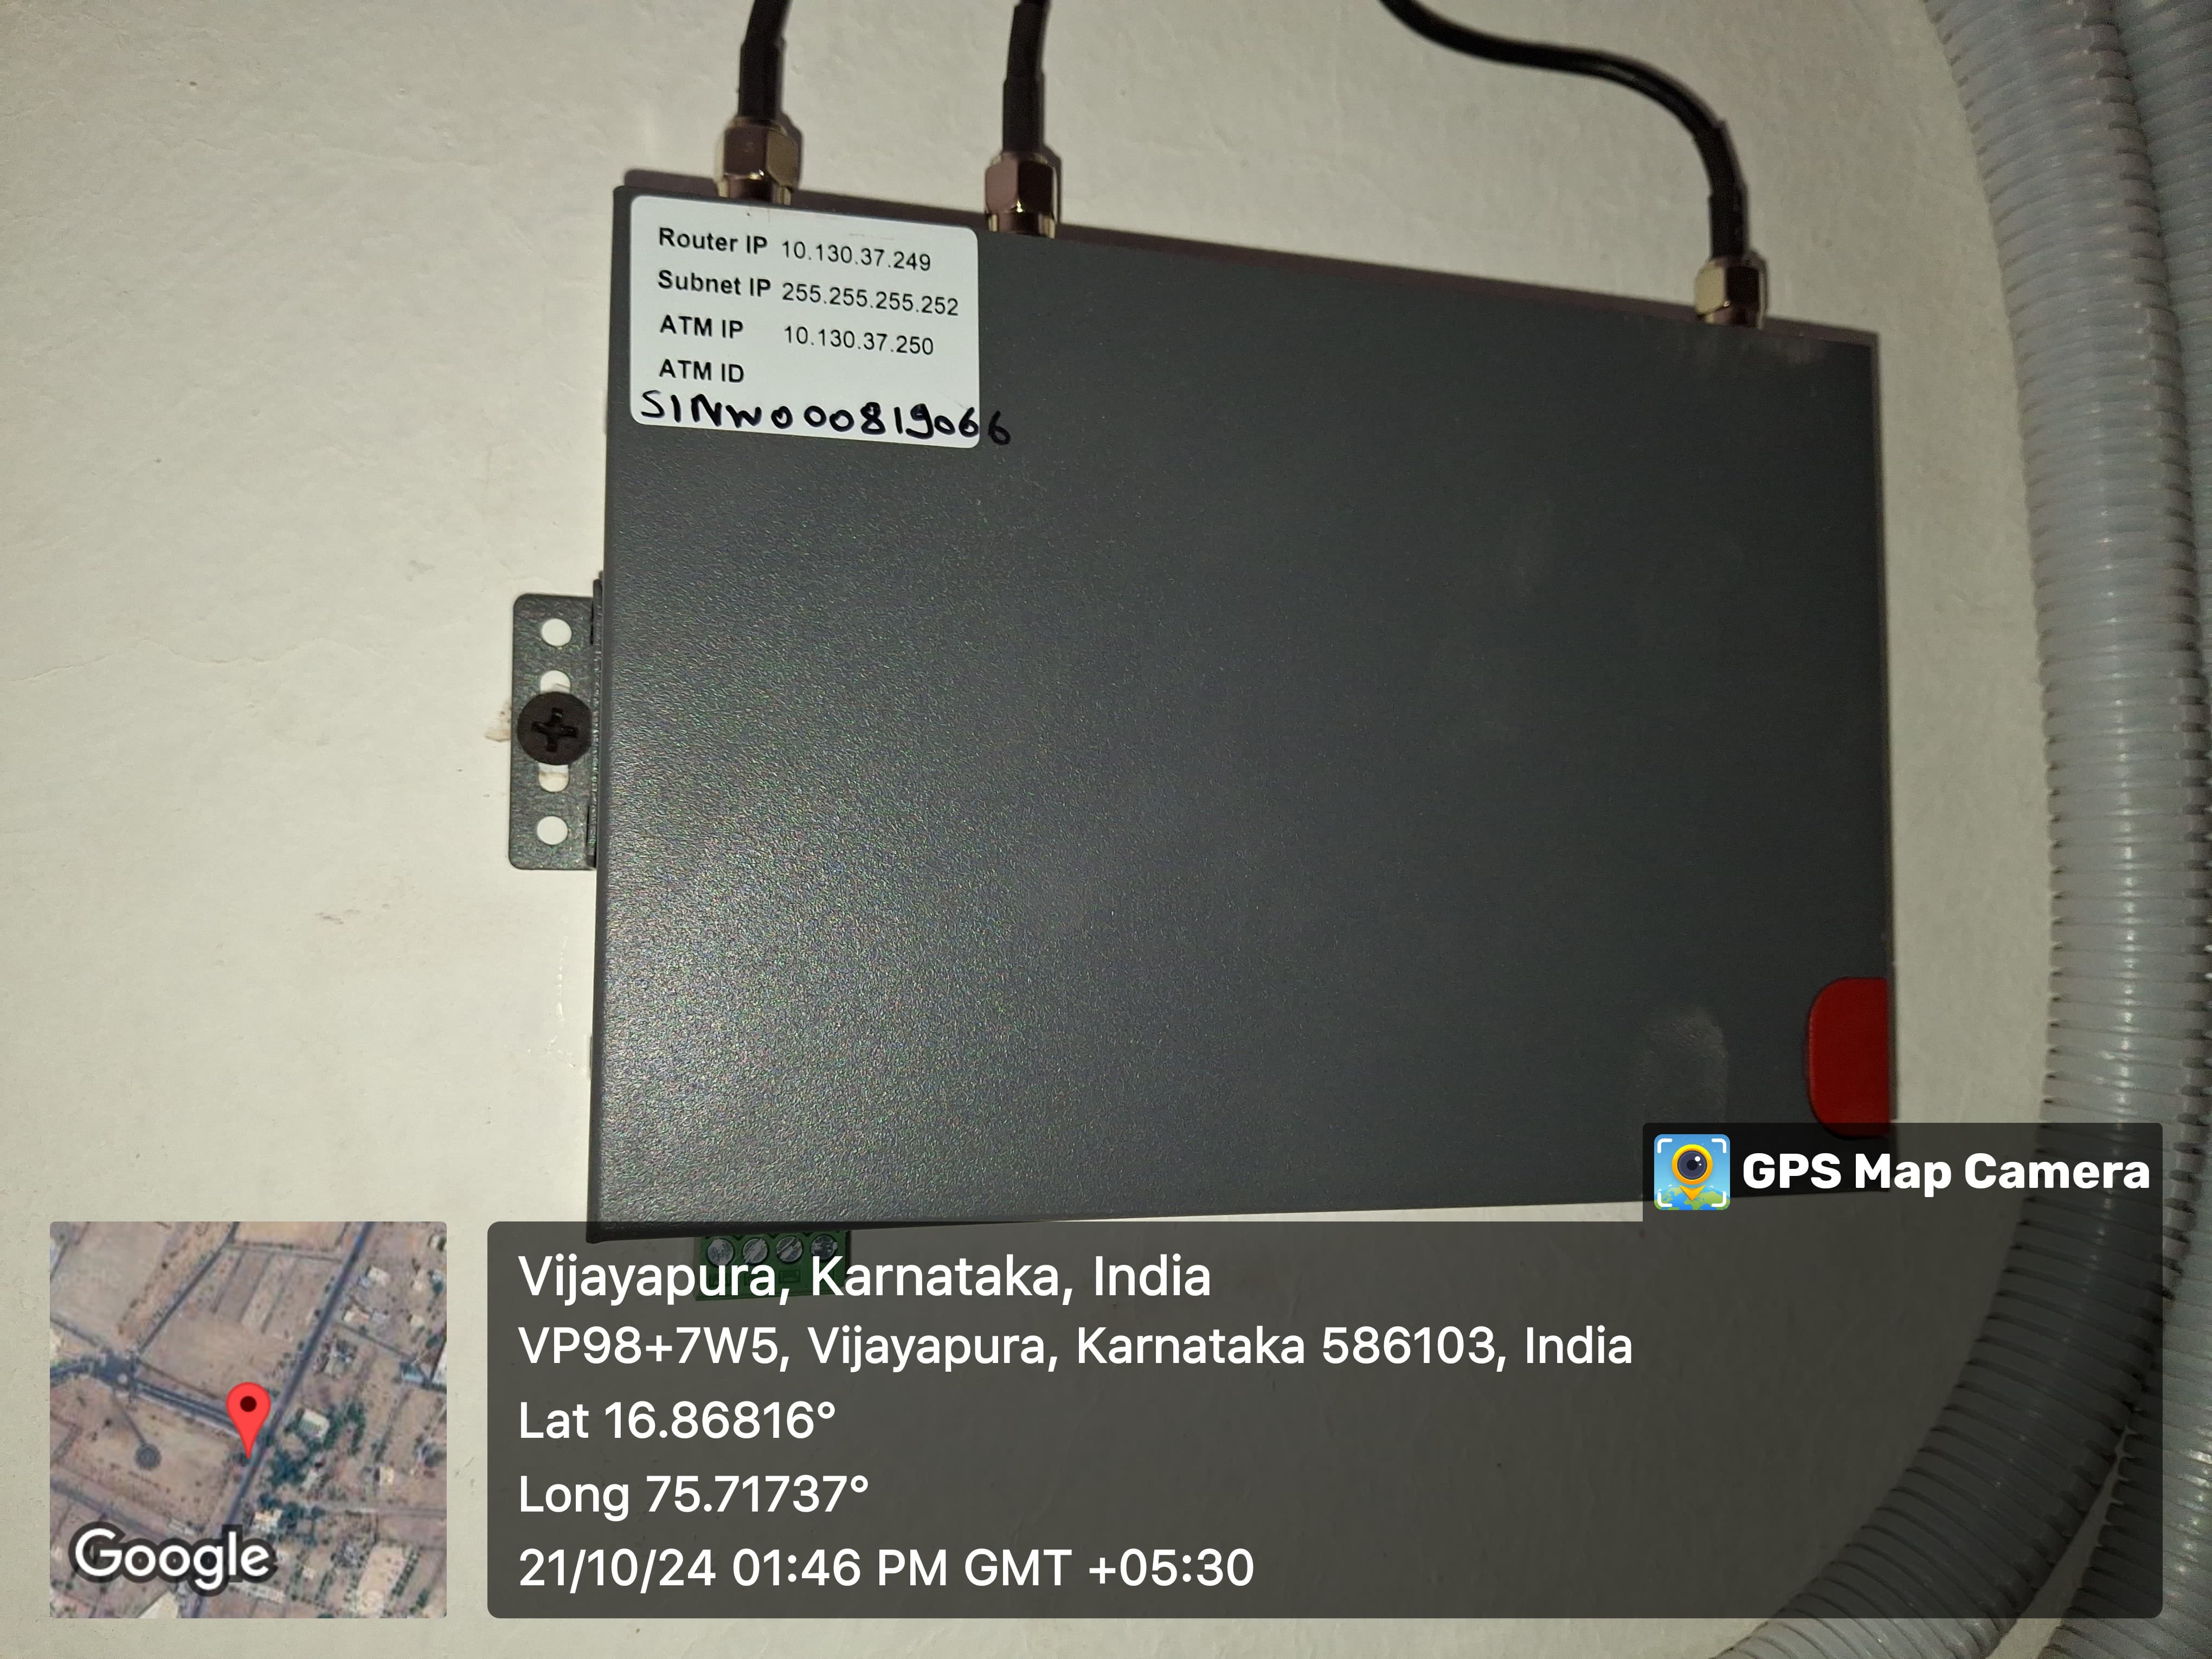 Router IP 10.130.37.249
Subnet IP 255.255.255.252
ATM IP 10.130.37.250
ATM ID
S1NW000819066
GPS Map Camera
Vijayapura, Karnataka, India
VP98+7W5, Vijayapura, Karnataka 586103, India
Lat 16.86816°
Long 75.71737°
21/10/24 01:46 PM GMT +05:30
Google